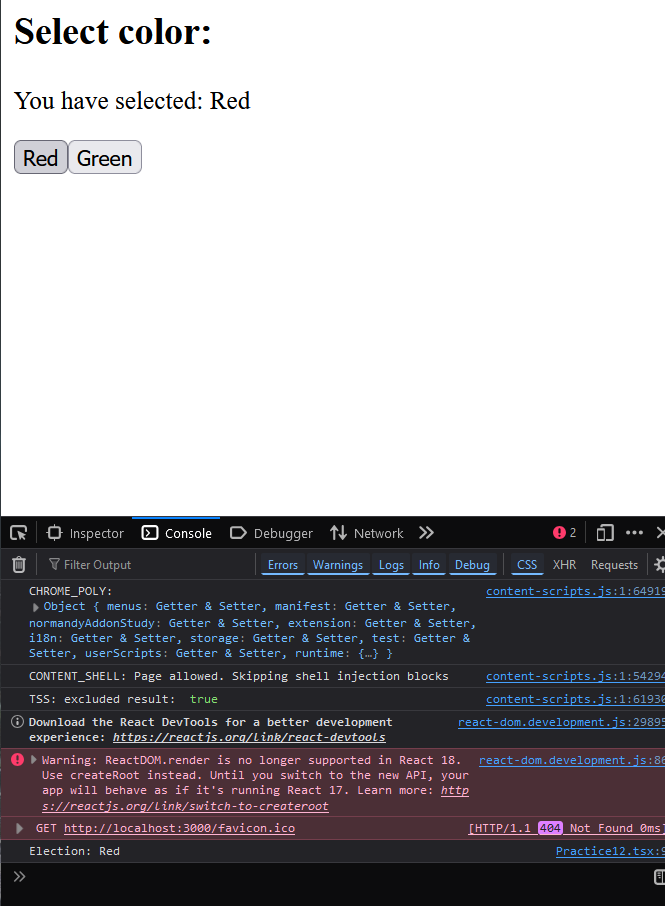 Select color:
You have selected: Red
Red Green
Inspector Console Debugger Network 2
Filter Output Errors Warnings Logs Info Debug CSS XHR Requests
CHROME_POLY: content-scripts.js:1:64919
Object { menus: Getter & Setter, manifest: Getter & Setter,
normandyAddonStudy: Getter & Setter, extension: Getter & Setter,
i18n: Getter & Setter, storage: Getter & Setter, test: Getter &
Setter, userScripts: Getter & Setter, runtime: {…} }
CONTENT_SHELL: Page allowed. Skipping shell injection blocks content-scripts.js:1:54294
TSS: excluded result: true content-scripts.js:1:61930
Download the React DevTools for a better development react-dom.development.js:29895
experience: https://reactjs.org/link/react-devtools
Warning: ReactDOM.render is no longer supported in React 18. react-dom.development.js:86
Use createRoot instead. Until you switch to the new API, your
app will behave as if it's running React 17. Learn more: http
s://reactjs.org/link/switch-to-createroot
GET http://localhost:3000/favicon.ico [HTTP/1.1 404 Not Found 0ms]
Election: Red Practice12.tsx:9